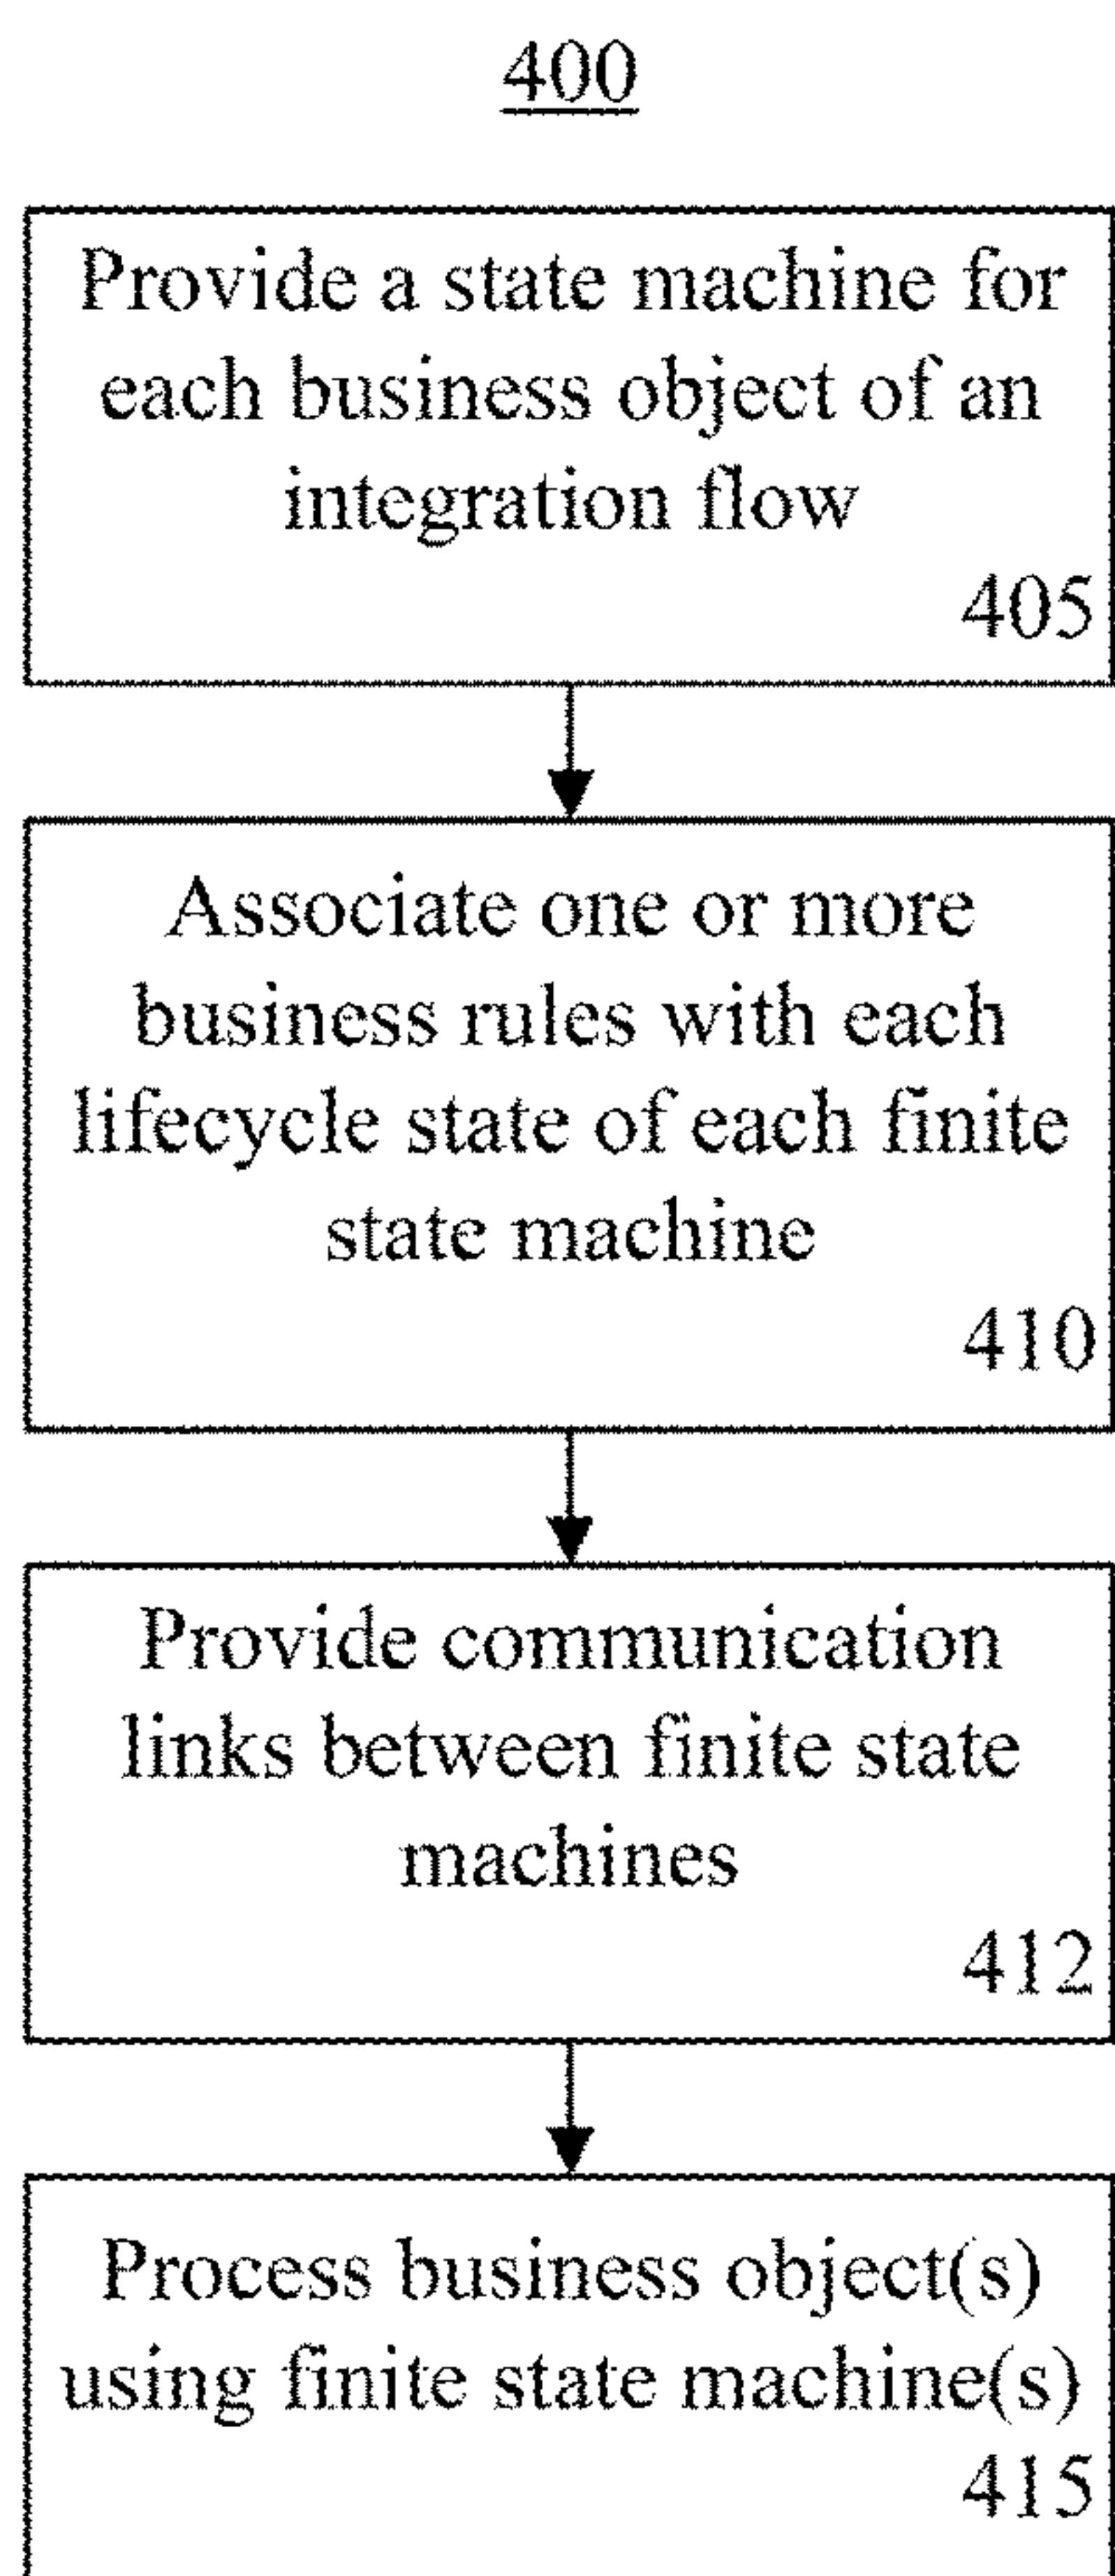 400
Provide a state machine for
each business object of an
integration flow
405
Associate one or more
business rules with each
lifecycle state of each finite
state machine
410
Provide communication
links between finite state
machines
412
Process business object(s)
using finite state machine(s)
415